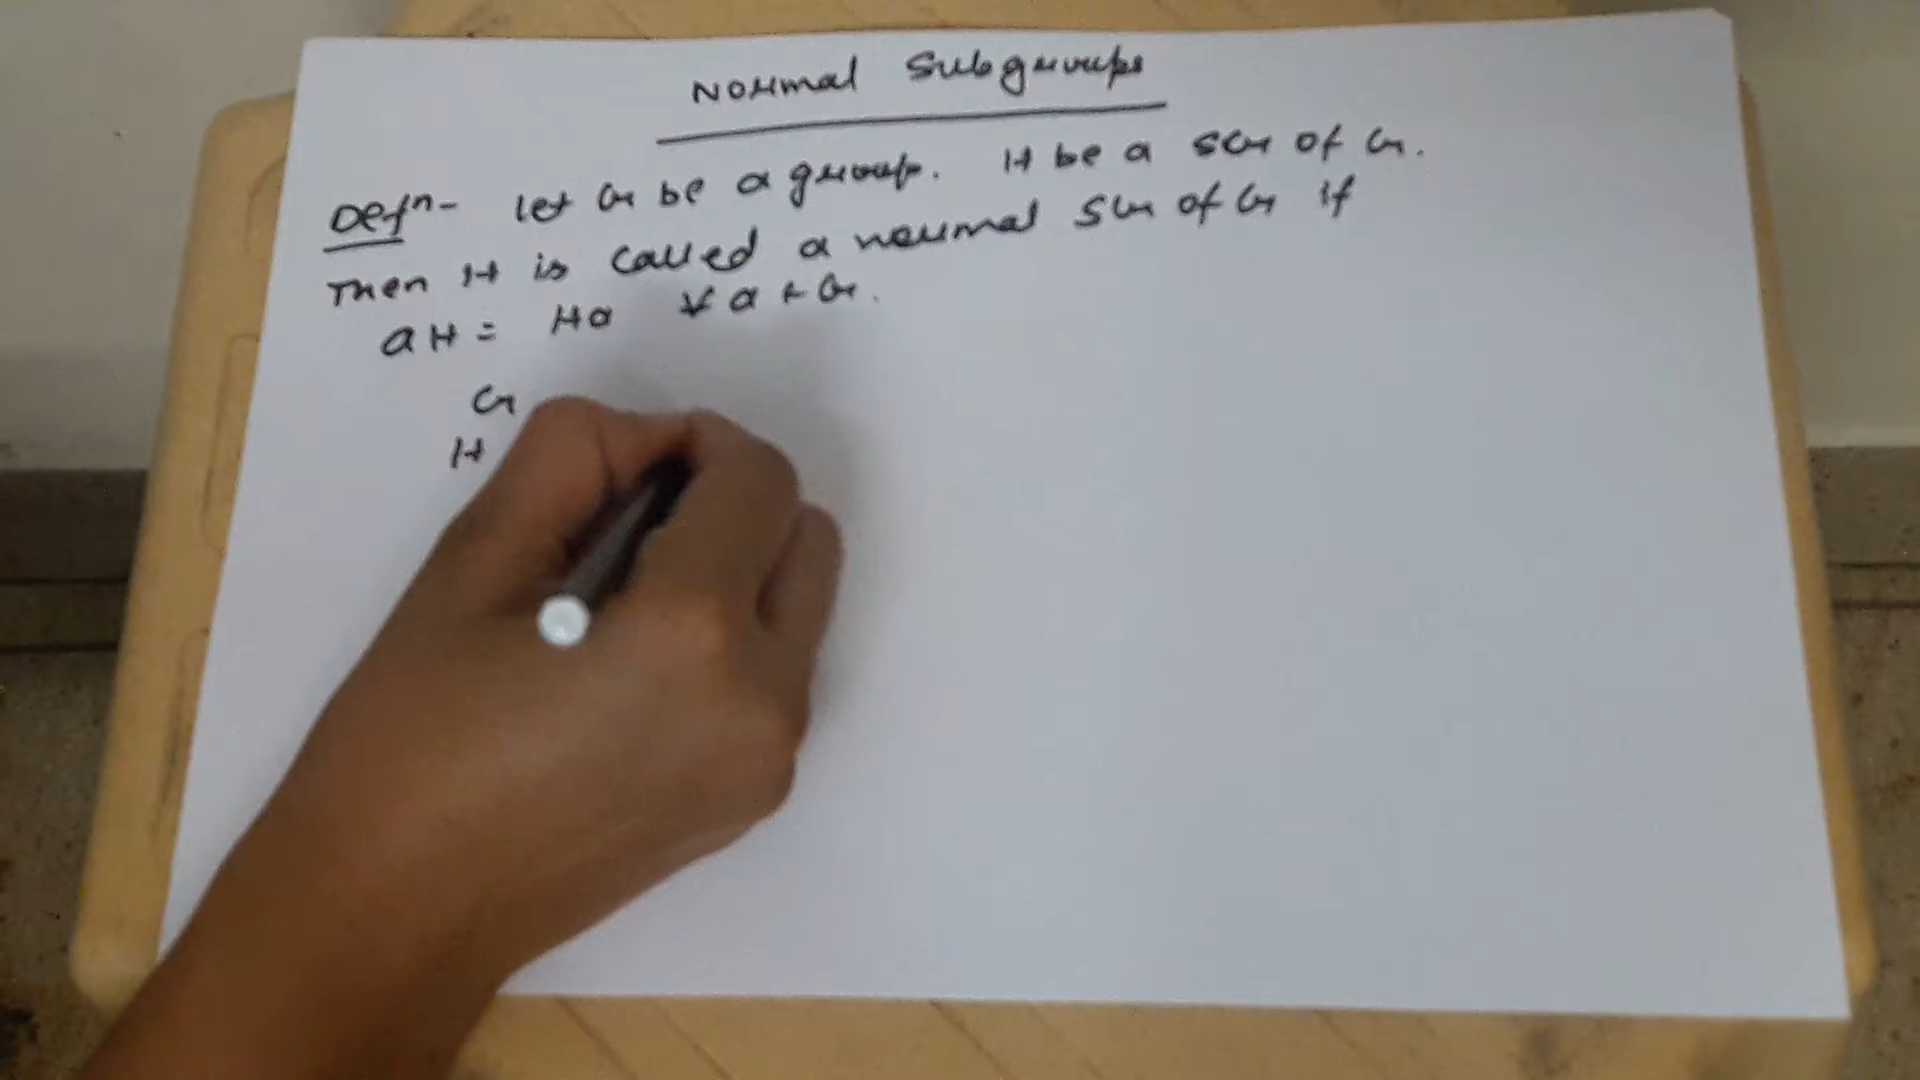 Normal Subgroups
Defn- let G be a group. H be a SG of G.
Then H is called a normal SG of G if
aH = Ha ∀ a ∈ G.
G
H